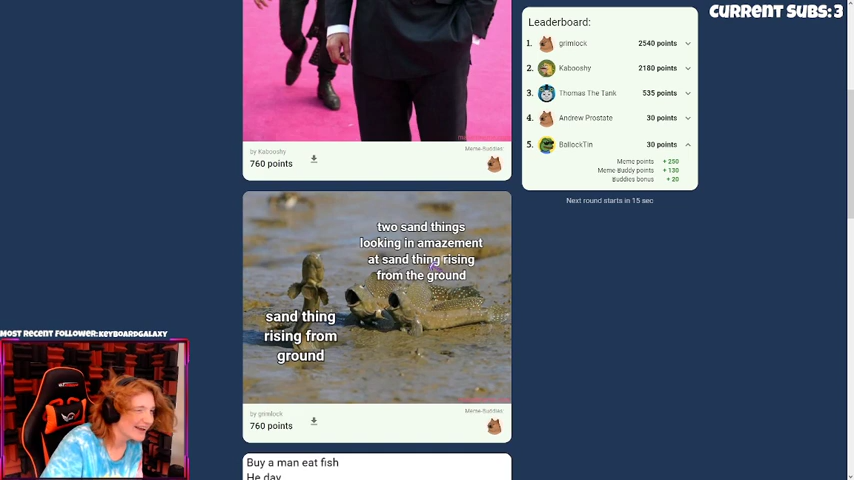 CURRENT SUBS: 3
Leaderboard:
1. grimlock 2540 points
2. Kabooshy 2180 points
3. Thomas The Tank 535 points
4. Andrew Prostate 30 points
5. BallockTin 30 points
Meme points + 250
Meme-Buddy points + 130
Buddies bonus + 20
Next round starts in 15 sec
by Kabooshy
Meme-Buddies:
760 points
two sand things
looking in amazement
at sand thing rising
from the ground
sand thing
rising from
ground
by grimlock
Meme-Buddies:
760 points
Buy a man eat fish
He day
MOST RECENT FOLLOWER: KEYBOARDGALAXY